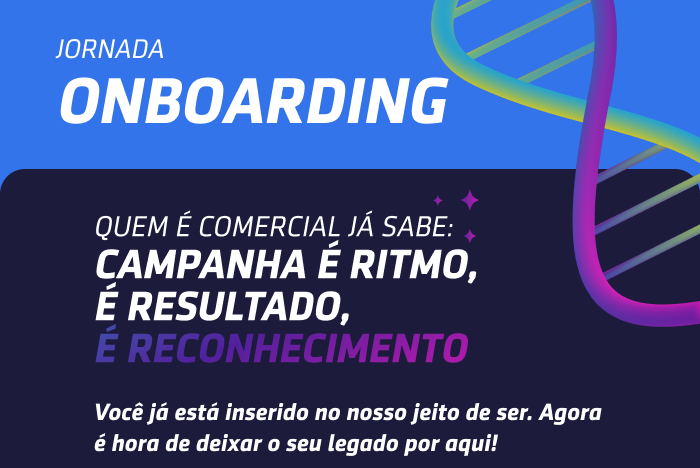 JORNADA
ONBOARDING
QUEM É COMERCIAL JÁ SABE:
CAMPANHA É RITMO,
É RESULTADO,
É RECONHECIMENTO
Você já está inserido no nosso jeito de ser. Agora
é hora de deixar o seu legado por aqui!